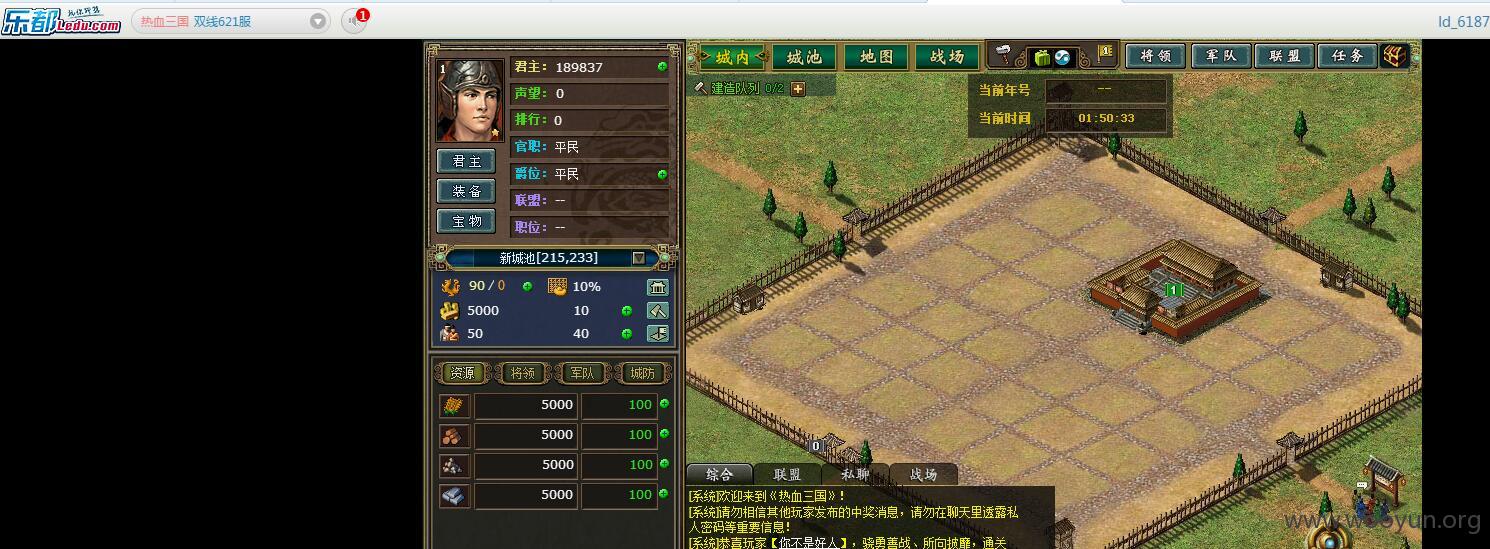 乐都 玩你所玩
Ledu.com
热血三国 双线621服
1
Id_6187
1
君主: 189837
声望: 0
排行: 0
官职: 平民
爵位: 平民
联盟: --
职位: --
君主
装备
宝物
新城池[215,233]
90 / 0 10%
5000 10
50 40
资源 将领 军队 城防
5000 100
5000 100
5000 100
5000 100
城内 城池 地图 战场
1
将领 军队 联盟 任务
建造队列 0/2
当前年号 --
当前时间 01:50:33
1
0
综合 联盟 私聊 战场
[系统]欢迎来到《热血三国》!
[系统]请勿相信其他玩家发布的中奖消息，请勿在聊天里透露私
人密码等重要信息!
[系统]恭喜玩家【你不是好人】，骁勇善战、所向披靡，通关
www.wooyun.org